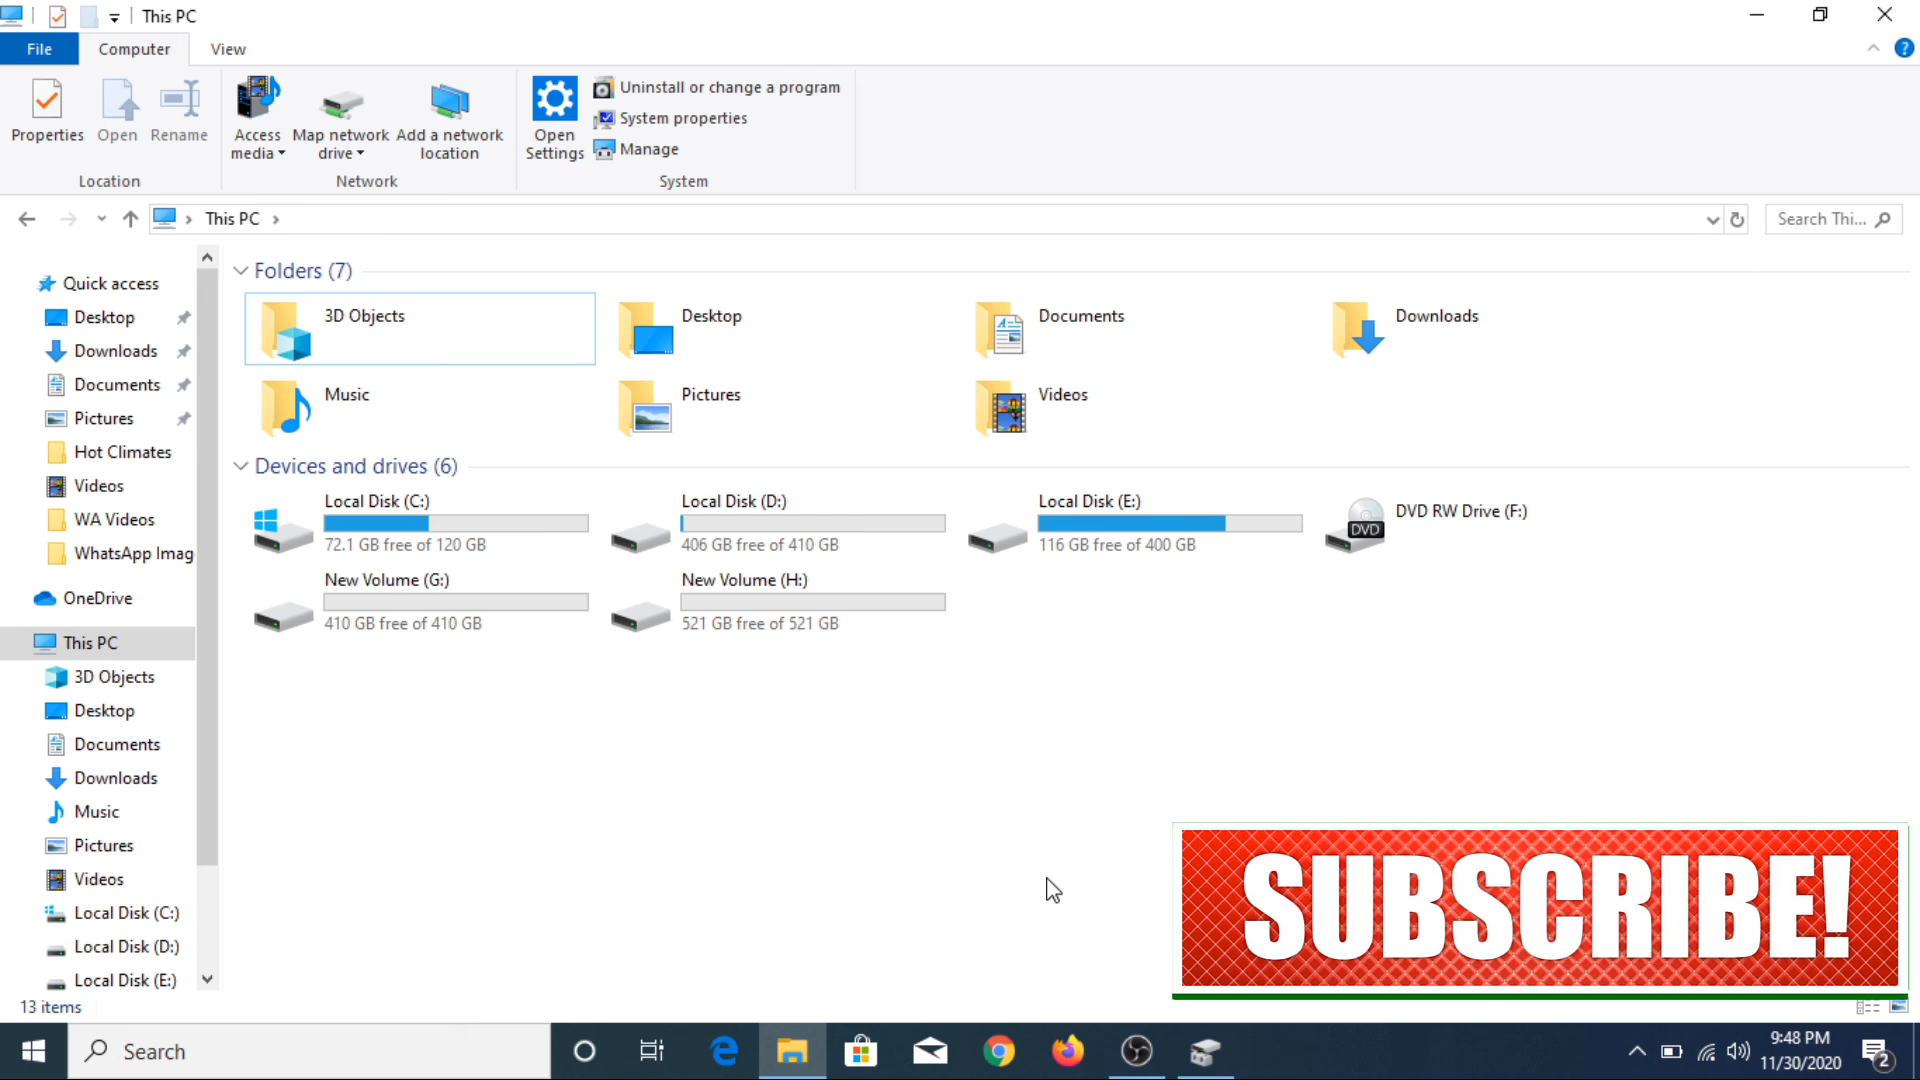 This PC
File Computer View
Properties Open Rename
Access media
Map network drive
Add a network location
Open Settings
Uninstall or change a program
System properties
Manage
Location Network System
This PC
Search Thi...
Quick access
Desktop
Downloads
Documents
Pictures
Hot Climates
Videos
WA Videos
WhatsApp Imag
OneDrive
This PC
3D Objects
Desktop
Documents
Downloads
Music
Pictures
Videos
Local Disk (C:)
Local Disk (D:)
Local Disk (E:)
Folders (7)
3D Objects
Desktop
Documents
Downloads
Music
Pictures
Videos
Devices and drives (6)
Local Disk (C:)
72.1 GB free of 120 GB
Local Disk (D:)
406 GB free of 410 GB
Local Disk (E:)
116 GB free of 400 GB
DVD
DVD RW Drive (F:)
New Volume (G:)
410 GB free of 410 GB
New Volume (H:)
521 GB free of 521 GB
SUBSCRIBE!
13 items
Search
9:48 PM
11/30/2020
2